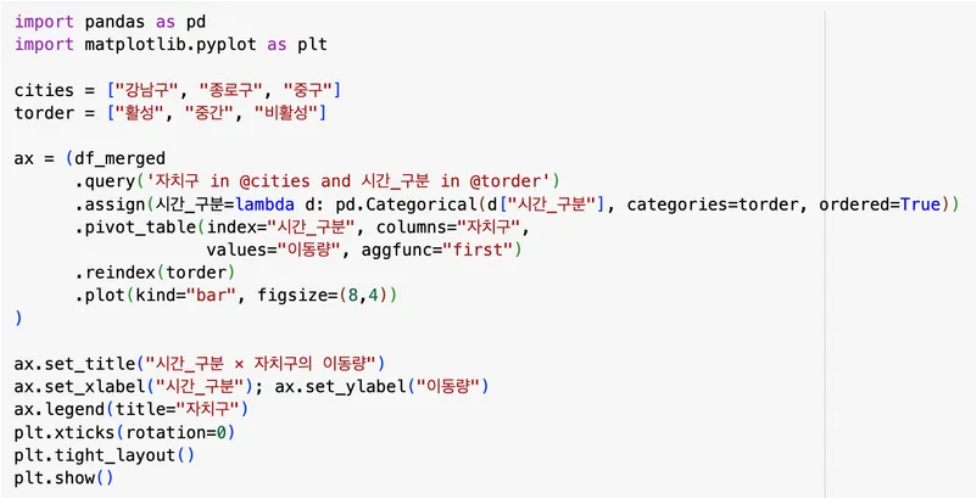 import pandas as pd
import matplotlib.pyplot as plt
cities = ["강남구", "종로구", "중구"]
torder = ["활성", "중간", "비활성"]
ax = (df_merged
.query('자치구 in @cities and 시간_구분 in @torder')
.assign(시간_구분=lambda d: pd.Categorical(d["시간_구분"], categories=torder, ordered=True))
.pivot_table(index="시간_구분", columns="자치구",
values="이동량", aggfunc="first")
.reindex(torder)
.plot(kind="bar", figsize=(8,4))
)
ax.set_title("시간_구분 × 자치구의 이동량")
ax.set_xlabel("시간_구분"); ax.set_ylabel("이동량")
ax.legend(title="자치구")
plt.xticks(rotation=0)
plt.tight_layout()
plt.show()